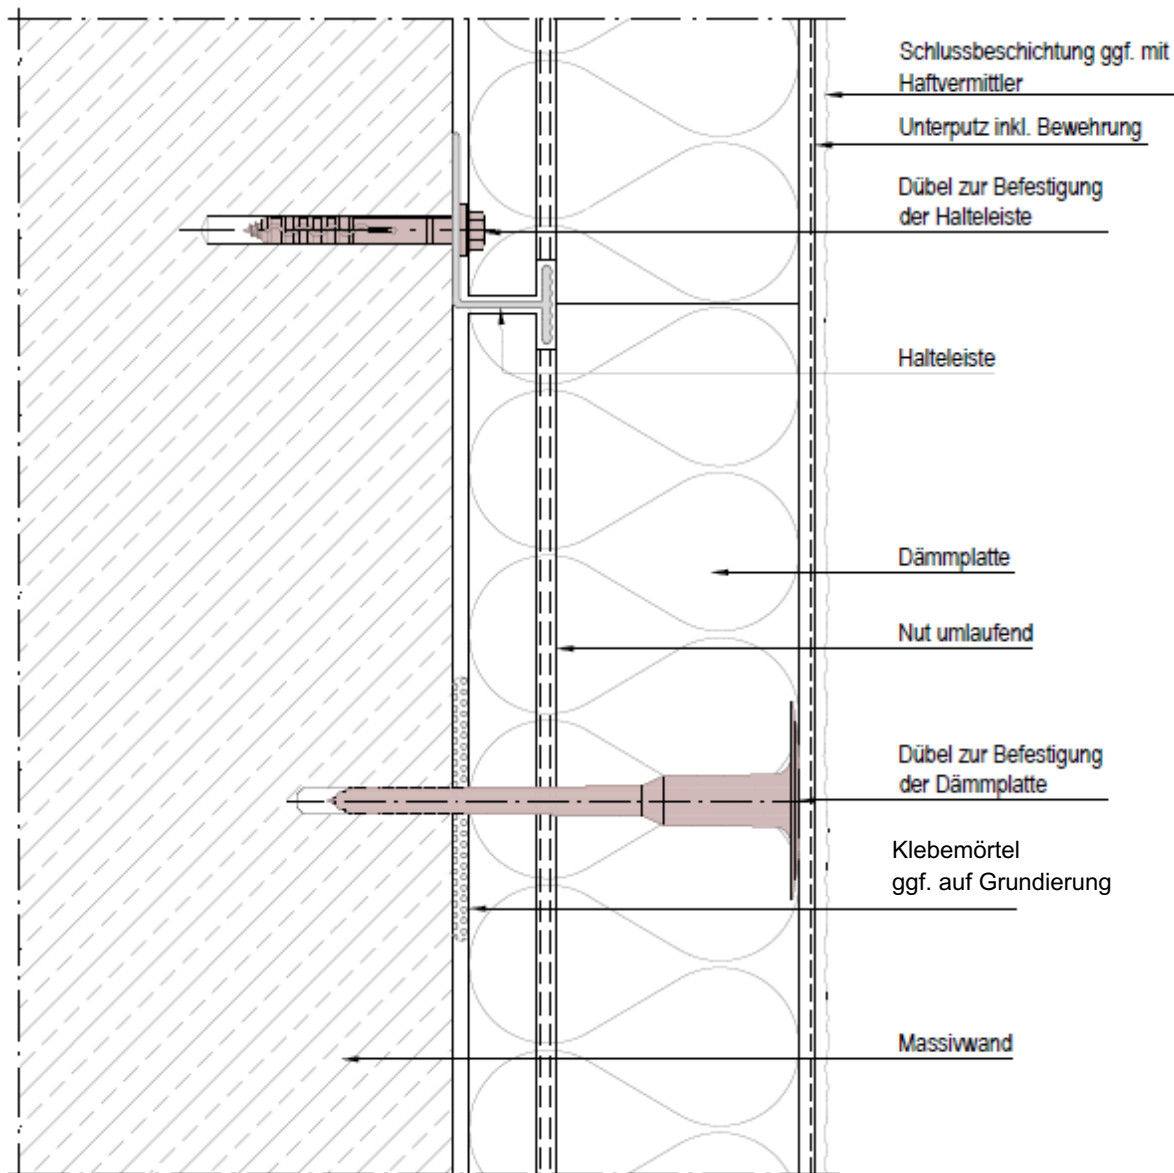 Schlussbeschichtung ggf. mit
Haftvermittler
Unterputz inkl. Bewehrung
Dübel zur Befestigung
der Halteleiste
Halteleiste
Dämmplatte
Nut umlaufend
Dübel zur Befestigung
der Dämmplatte
Klebemörtel
ggf. auf Grundierung
Massivwand